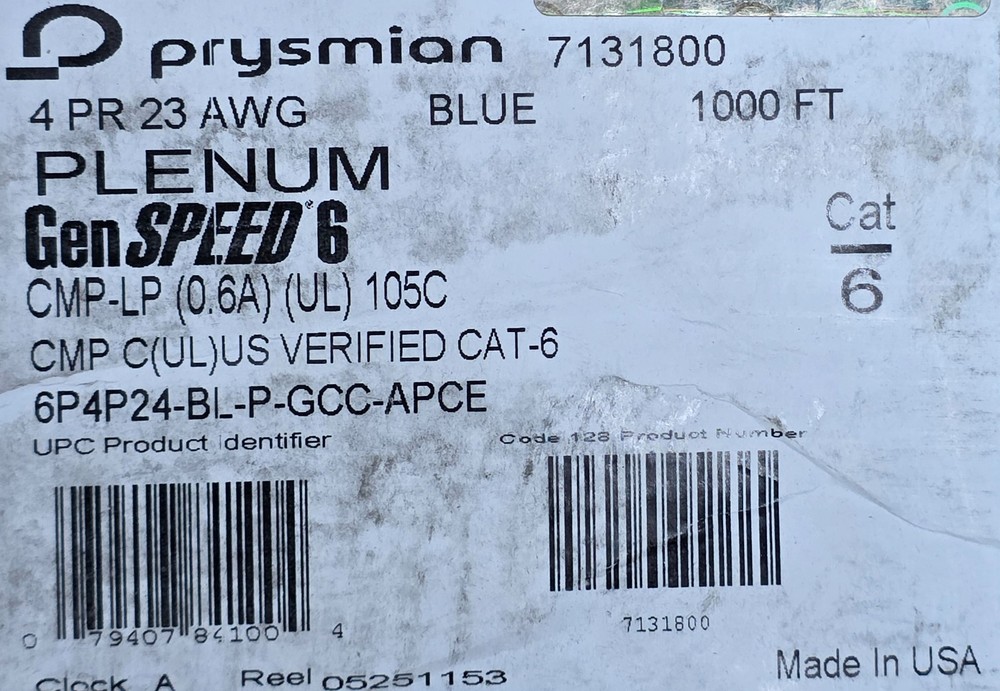 prysmian 7131800
4 PR 23 AWG BLUE 1000 FT
PLENUM
Gen SPEED® 6
Cat
6
CMP-LP (0.6A) (UL) 105C
CMP C(UL)US VERIFIED CAT-6
6P4P24-BL-P-GCC-APCE
UPC Product Identifier
Code 128 Product Number
0 79407 84100 4
7131800
Clock A Reel 05251153
Made In USA